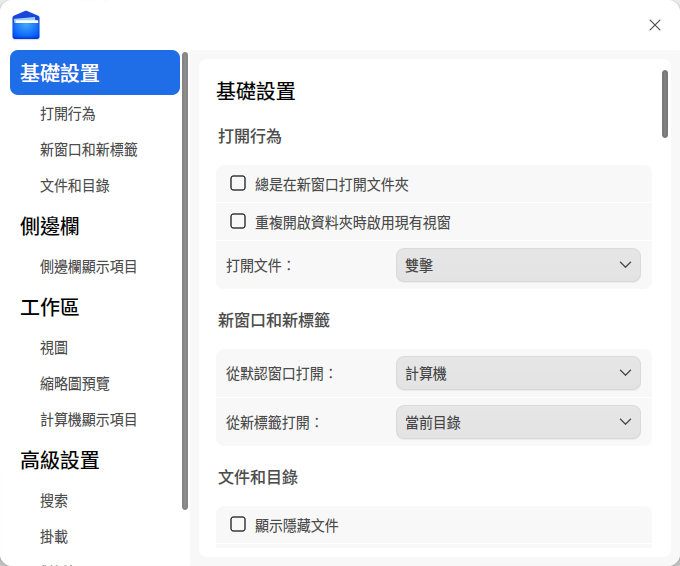 基礎設置
打開行為
新窗口和新標籤
文件和目錄
側邊欄
側邊欄顯示項目
工作區
視圖
縮略圖預覽
計算機顯示項目
高級設置
搜索
掛載
基礎設置
打開行為
總是在新窗口打開文件夾
重複開啟資料夾時啟用現有視窗
打開文件：
雙擊
新窗口和新標籤
從默認窗口打開：
計算機
從新標籤打開：
當前目錄
文件和目錄
顯示隱藏文件